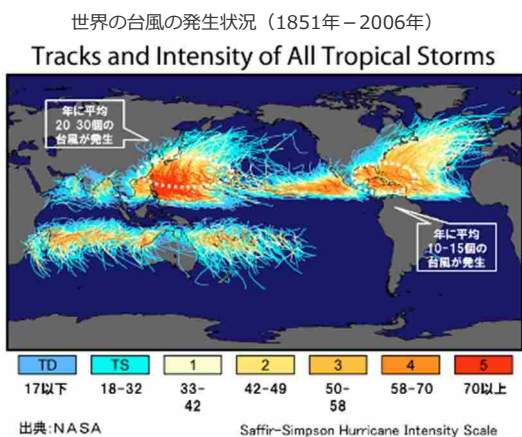 世界の台風の発生状況（1851年－2006年）
Tracks and Intensity of All Tropical Storms
年に平均
20 30個の
台風が発生
年に平均
10-15個の
台風が発生
TD TS 1 2 3 4 5
17以下 18-32 33-42 42-49 50-58 58-70 70以上
出典:NASA
Saffir-Simpson Hurricane Intensity Scale